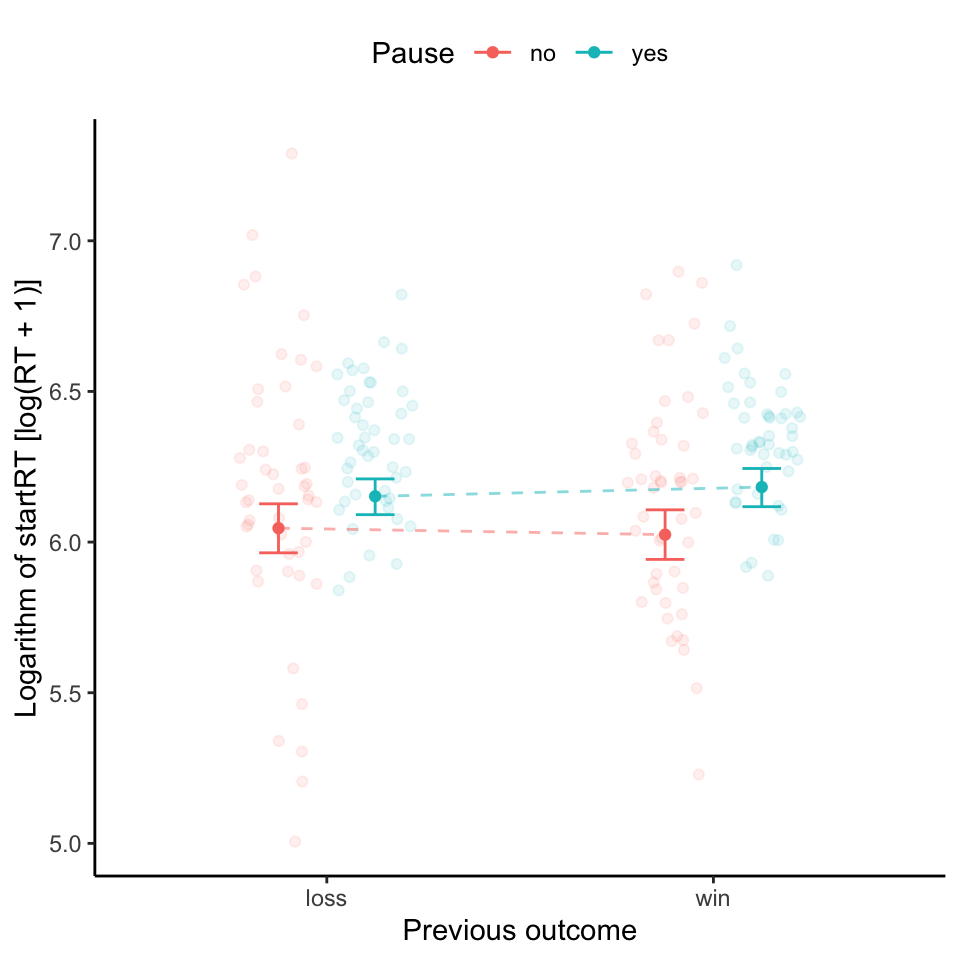 Pause no yes
Logarithm of startRT [log(RT + 1)]
7.0
6.5
6.0
5.5
5.0
loss win
Previous outcome